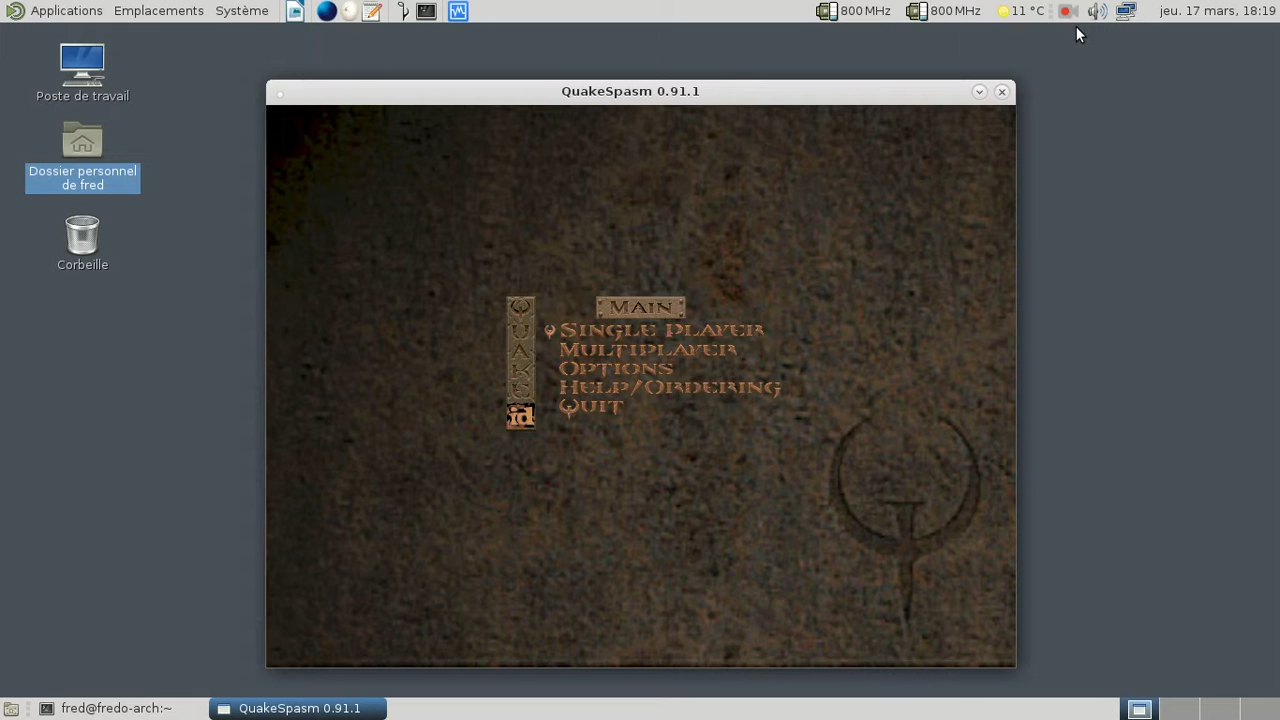 Applications Emplacements Système 800 MHz 800 MHz 11 °C jeu. 17 mars, 18:19
Poste de travail
Dossier personnel
de fred
Corbeille
QuakeSpasm 0.91.1
QUAKE
id
Main
Single Player
Multiplayer
Options
Help/Ordering
Quit
fred@fredo-arch:~ QuakeSpasm 0.91.1